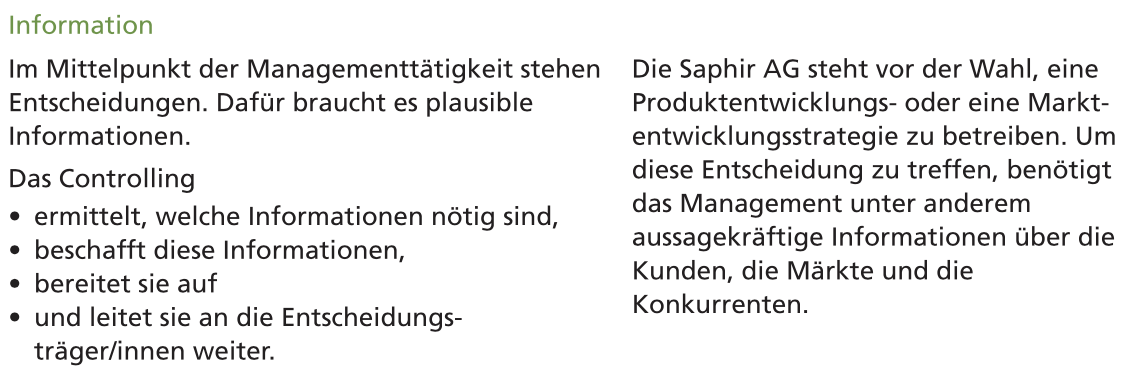 Information
Im Mittelpunkt der Managementtätigkeit stehen
Entscheidungen. Dafür braucht es plausible
Informationen.
Das Controlling
• ermittelt, welche Informationen nötig sind,
• beschafft diese Informationen,
• bereitet sie auf
• und leitet sie an die Entscheidungs-
träger/innen weiter.
Die Saphir AG steht vor der Wahl, eine
Produktentwicklungs- oder eine Markt-
entwicklungsstrategie zu betreiben. Um
diese Entscheidung zu treffen, benötigt
das Management unter anderem
aussagekräftige Informationen über die
Kunden, die Märkte und die
Konkurrenten.